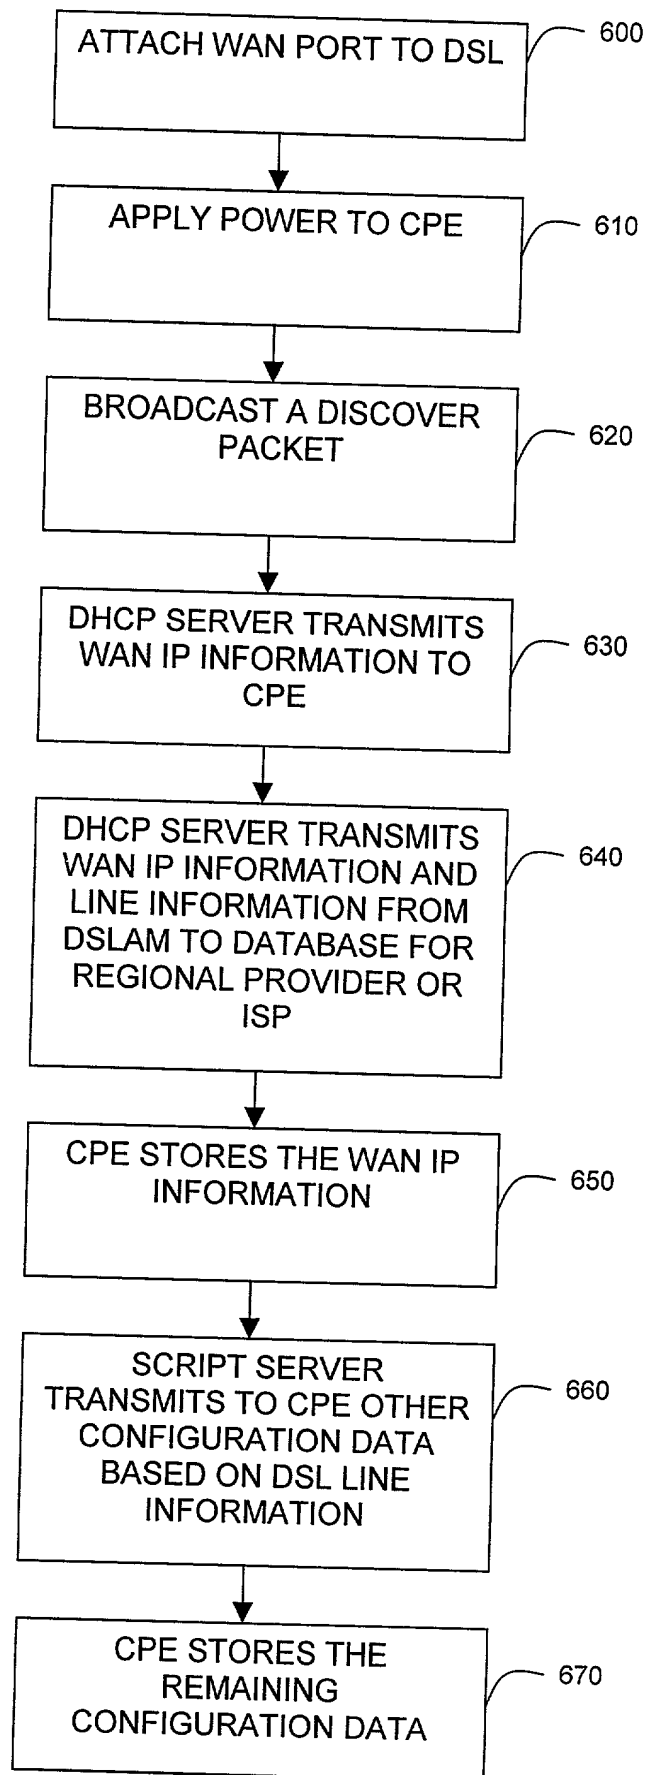 ATTACH WAN PORT TO DSL
600
APPLY POWER TO CPE
610
BROADCAST A DISCOVER
PACKET
620
DHCP SERVER TRANSMITS
WAN IP INFORMATION TO
CPE
630
DHCP SERVER TRANSMITS
WAN IP INFORMATION AND
LINE INFORMATION FROM
DSLAM TO DATABASE FOR
REGIONAL PROVIDER OR
ISP
640
CPE STORES THE WAN IP
INFORMATION
650
SCRIPT SERVER
TRANSMITS TO CPE OTHER
CONFIGURATION DATA
BASED ON DSL LINE
INFORMATION
660
CPE STORES THE
REMAINING
CONFIGURATION DATA
670